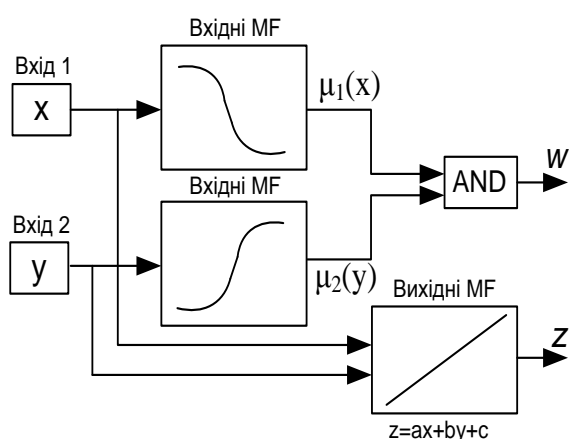 Вхідні MF
Вхід 1
x
μ₁(x)
AND
w
Вхідні MF
Вхід 2
y
μ₂(y)
Вихідні MF
z
z=ax+by+c